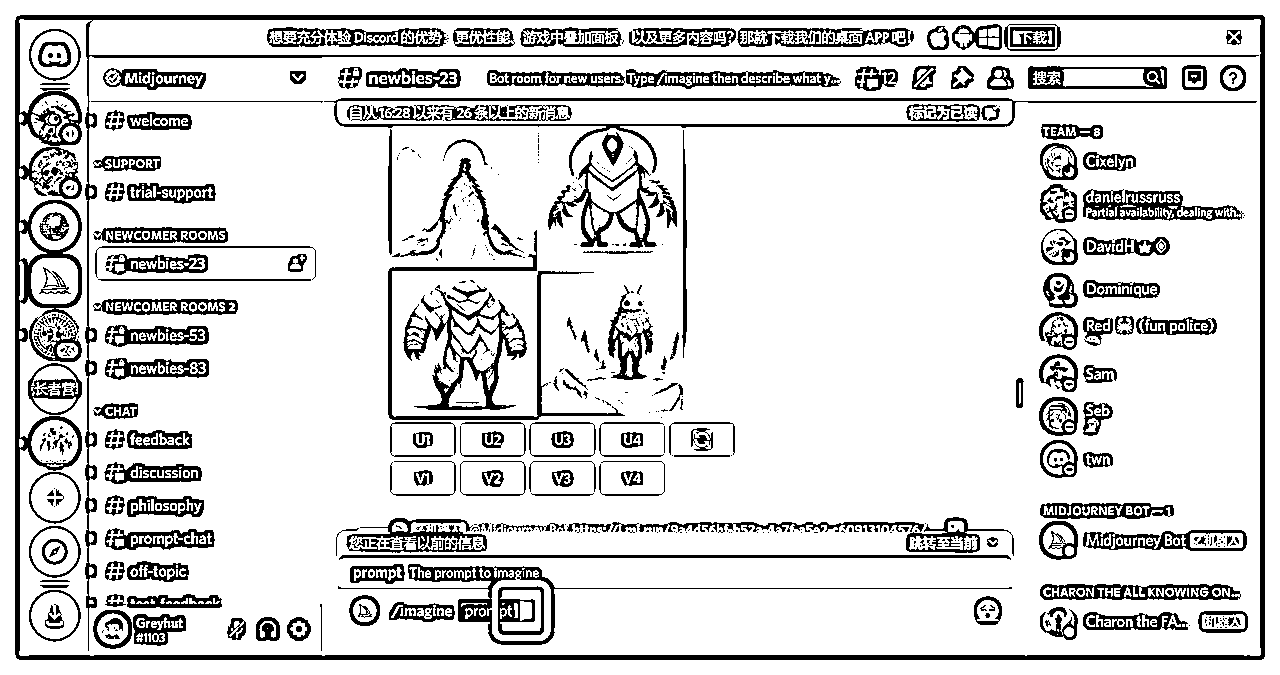 想要充分体验 Discord 的优势，更优性能、游戏中叠加面板，以及更多内容吗？那就下载我们的桌面 APP 吧！ 下载
Midjourney
newbies-23 Bot room for new users. Type /imagine then describe what y... 12 搜索
自从 16:28 以来有 26 条以上的新消息 标记为已读
welcome
SUPPORT
trial-support
NEWCOMER ROOMS
newbies-23
NEWCOMER ROOMS 2
newbies-53
newbies-83
长者营
CHAT
feedback
discussion
philosophy
prompt-chat
off-topic
Greyhut
#1103
U1 U2 U3 U4
V1 V2 V3 V4
您正在查看以前的信息 跳转至当前
prompt The prompt to imagine
/imagine prompt
TEAM — 8
Cixelyn
danielrussruss
Partial availability, dealing with...
DavidH
Dominique
Red (fun police)
Sam
Seb
twn
MIDJOURNEY BOT — 1
Midjourney Bot 机器人
CHARON THE ALL KNOWING ON...
Charon the FA... 机器人